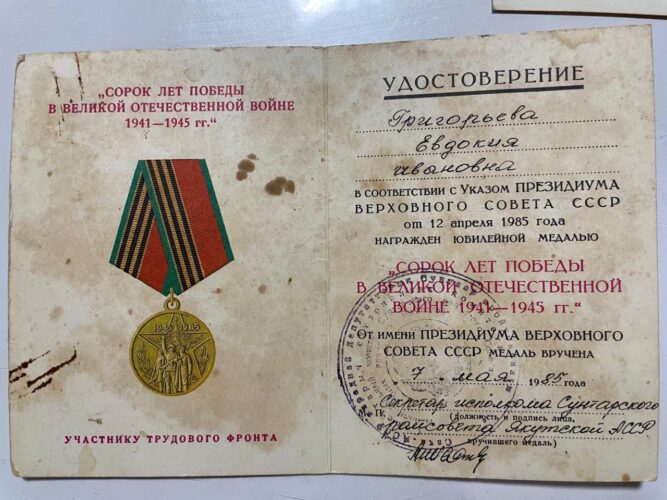 „СОРОК ЛЕТ ПОБЕДЫ
В ВЕЛИКОЙ ОТЕЧЕСТВЕННОЙ ВОЙНЕ
1941—1945 гг.“
1945 1985
УЧАСТНИКУ ТРУДОВОГО ФРОНТА
УДОСТОВЕРЕНИЕ
Григорьева
Евдокия
Ивановна
В СООТВЕТСТВИИ С УКАЗОМ ПРЕЗИДИУМА
ВЕРХОВНОГО СОВЕТА СССР
от 12 апреля 1985 года
НАГРАЖДЕН ЮБИЛЕЙНОЙ МЕДАЛЬЮ
„СОРОК ЛЕТ ПОБЕДЫ
В ВЕЛИКОЙ ОТЕЧЕСТВЕННОЙ
ВОЙНЕ 1941—1945 гг.“
ОТ ИМЕНИ ПРЕЗИДИУМА ВЕРХОВНОГО
СОВЕТА СССР МЕДАЛЬ ВРУЧЕНА
7 мая 1985 года
Секретарь исполкома Сунтарского
М. П. (должность и подпись лица,
райсовета Якутской АССР
вручившего медаль)